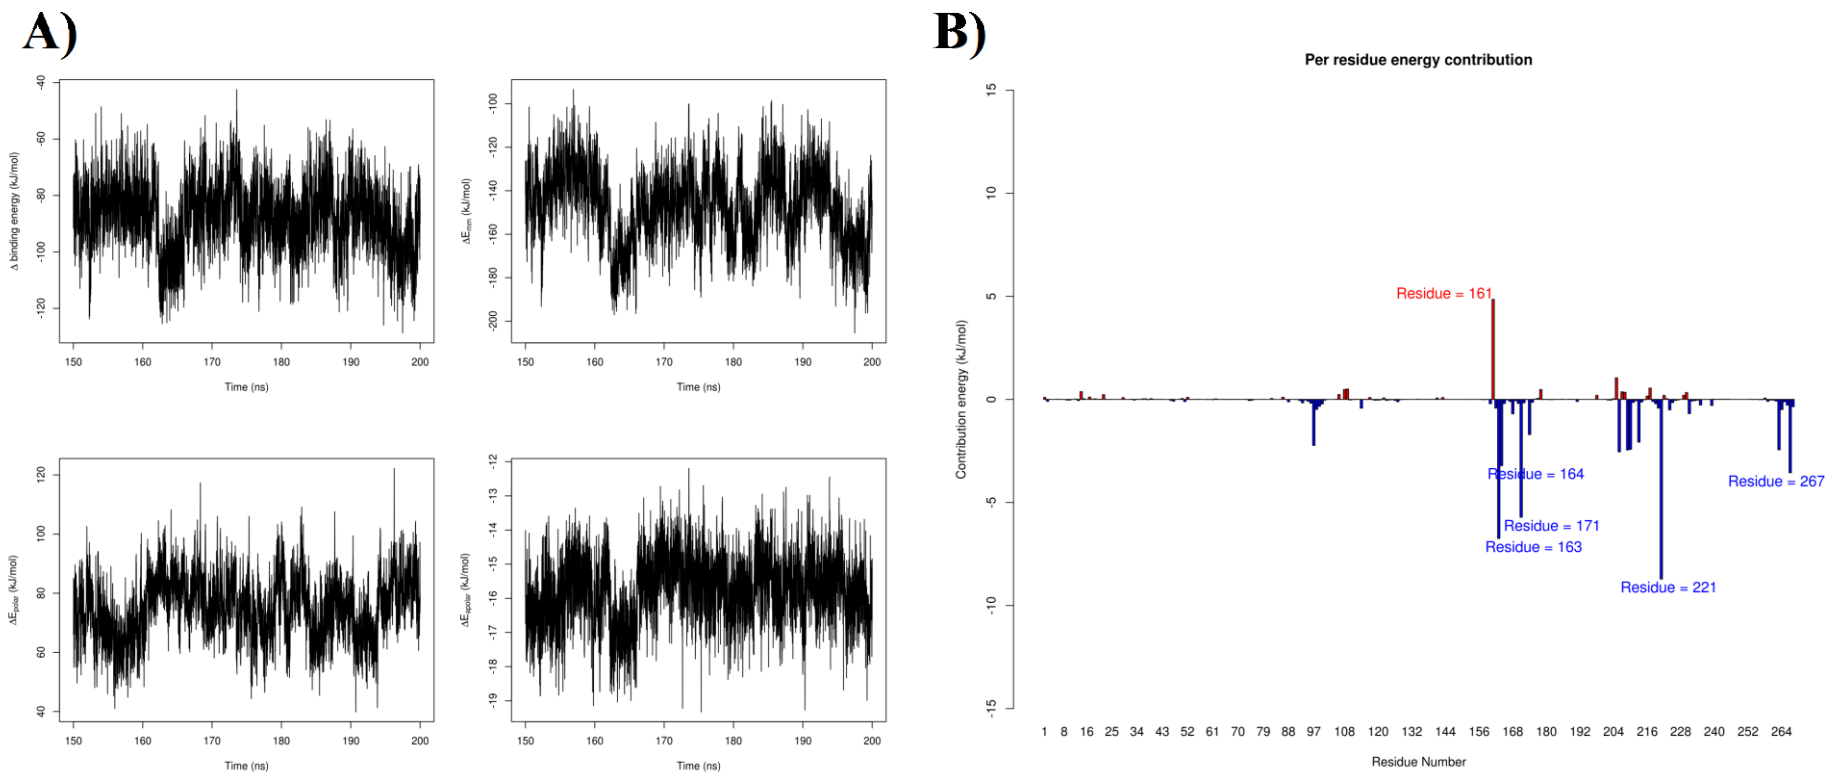 A)
-40
-60
-80
-100
-120
Δ binding energy (kJ/mol)
150 160 170 180 190 200
Time (ns)
-100
-120
-140
-160
-180
-200
ΔEmm (kJ/mol)
150 160 170 180 190 200
Time (ns)
120
100
80
60
40
ΔEpolar (kJ/mol)
150 160 170 180 190 200
Time (ns)
-12
-13
-14
-15
-16
-17
-18
-19
ΔEapolar (kJ/mol)
150 160 170 180 190 200
Time (ns)
B)
Per residue energy contribution
15
10
5
0
-5
-10
-15
Contribution energy (kJ/mol)
Residue = 161
Residue = 164
Residue = 267
Residue = 171
Residue = 163
Residue = 221
1 8 16 25 34 43 52 61 70 79 88 97 108 120 132 144 156 168 180 192 204 216 228 240 252 264
Residue Number